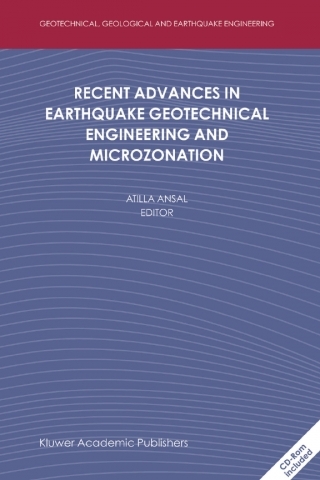 GEOTECHNICAL, GEOLOGICAL AND EARTHQUAKE ENGINEERING
RECENT ADVANCES IN
EARTHQUAKE GEOTECHNICAL
ENGINEERING AND
MICROZONATION
ATILLA ANSAL
EDITOR
Kluwer Academic Publishers
CD-Rom
included